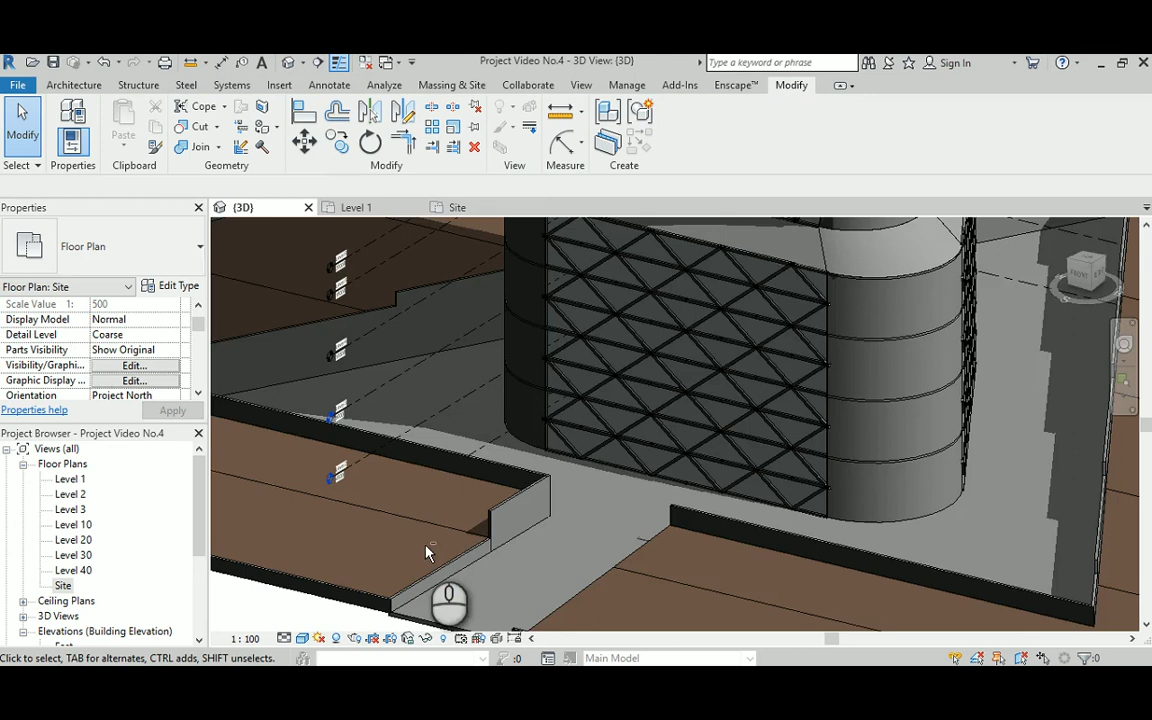 Project Video No.4 - 3D View: {3D}
Type a keyword or phrase
Sign In
File Architecture Structure Steel Systems Insert Annotate Analyze Massing & Site Collaborate View Manage Add-Ins Enscape™ Modify
Modify
Paste
Cope
Cut
Join
Select Properties Clipboard Geometry Modify View Measure Create
Properties
{3D} Level 1 Site
Floor Plan
Floor Plan: Site Edit Type
Scale Value 1: 500
Display Model Normal
Detail Level Coarse
Parts Visibility Show Original
Visibility/Graphi... Edit...
Graphic Display ... Edit...
Orientation Project North
Properties help Apply
Project Browser - Project Video No.4
Views (all)
Floor Plans
Level 1
Level 2
Level 3
Level 10
Level 20
Level 30
Level 40
Site
Ceiling Plans
3D Views
Elevations (Building Elevation)
East
FRONT
1 : 100
Click to select, TAB for alternates, CTRL adds, SHIFT unselects.
:0
Main Model
:0